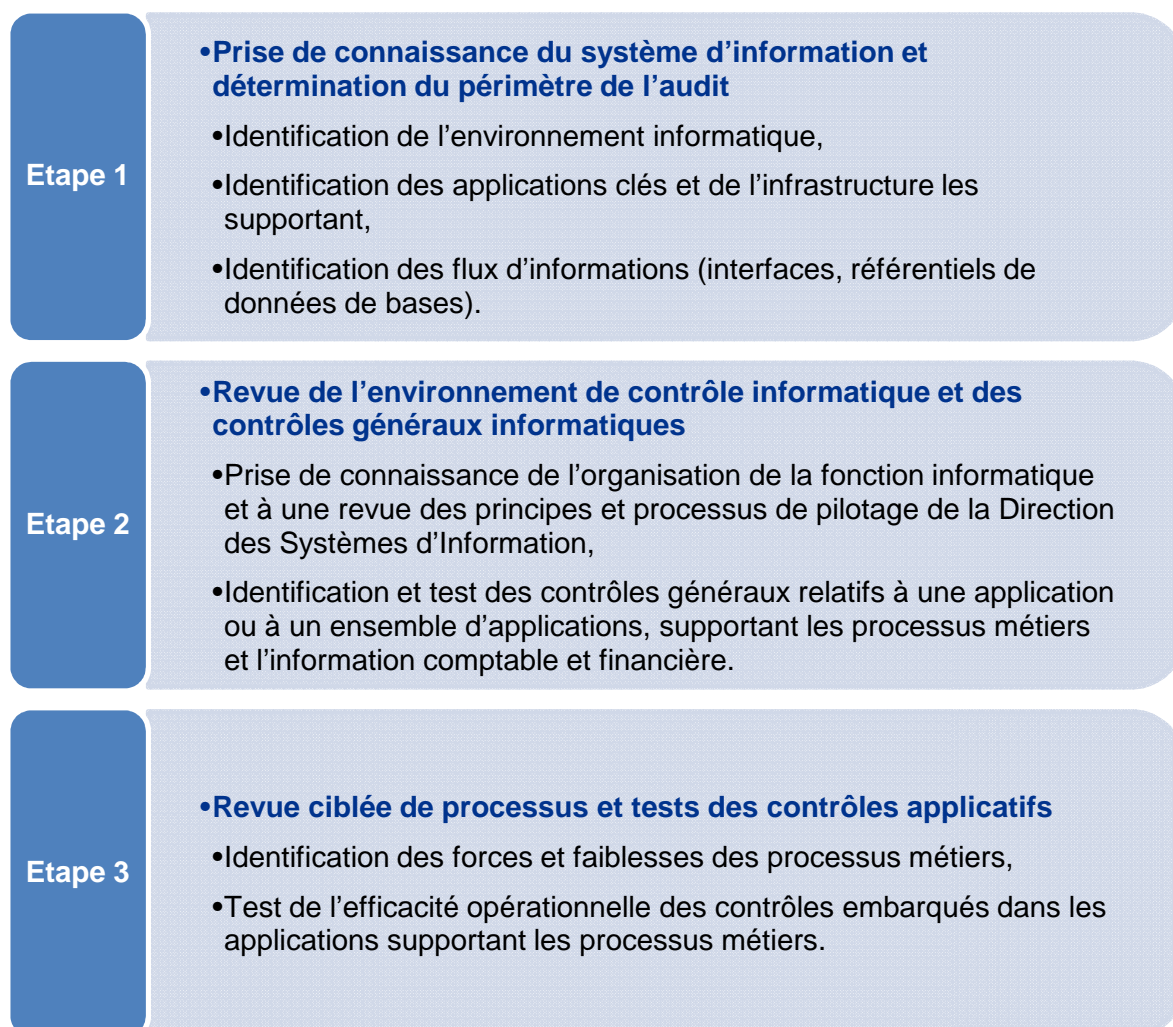 Etape 1
•Prise de connaissance du système d’information et
détermination du périmètre de l’audit
•Identification de l’environnement informatique,
•Identification des applications clés et de l’infrastructure les
supportant,
•Identification des flux d’informations (interfaces, référentiels de
données de bases).
Etape 2
•Revue de l’environnement de contrôle informatique et des
contrôles généraux informatiques
•Prise de connaissance de l’organisation de la fonction informatique
et à une revue des principes et processus de pilotage de la Direction
des Systèmes d’Information,
•Identification et test des contrôles généraux relatifs à une application
ou à un ensemble d’applications, supportant les processus métiers
et l’information comptable et financière.
Etape 3
•Revue ciblée de processus et tests des contrôles applicatifs
•Identification des forces et faiblesses des processus métiers,
•Test de l’efficacité opérationnelle des contrôles embarqués dans les
applications supportant les processus métiers.